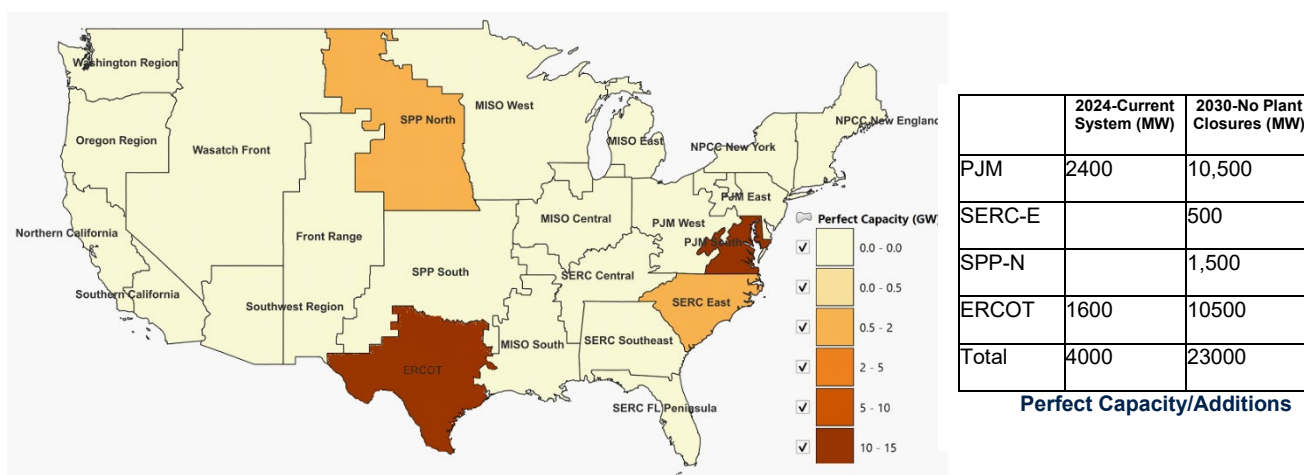 Washington Region
Oregon Region
Wasatch Front
Northern California
Southern California
Southwest Region
Front Range
SPP North
SPP South
ERCOT
MISO West
MISO Central
MISO South
MISO East
SERC Central
SERC Southeast
SERC East
SERC FL Peninsula
PJM West
PJM East
PJM South
NPCC New York
NPCC New England
Perfect Capacity (GW)
0.0 - 0.0
0.0 - 0.5
0.5 - 2
2 - 5
5 - 10
10 - 15
2024-Current System (MW) 2030-No Plant Closures (MW)
PJM 2400 10,500
SERC-E 500
SPP-N 1,500
ERCOT 1600 10500
Total 4000 23000
Perfect Capacity/Additions